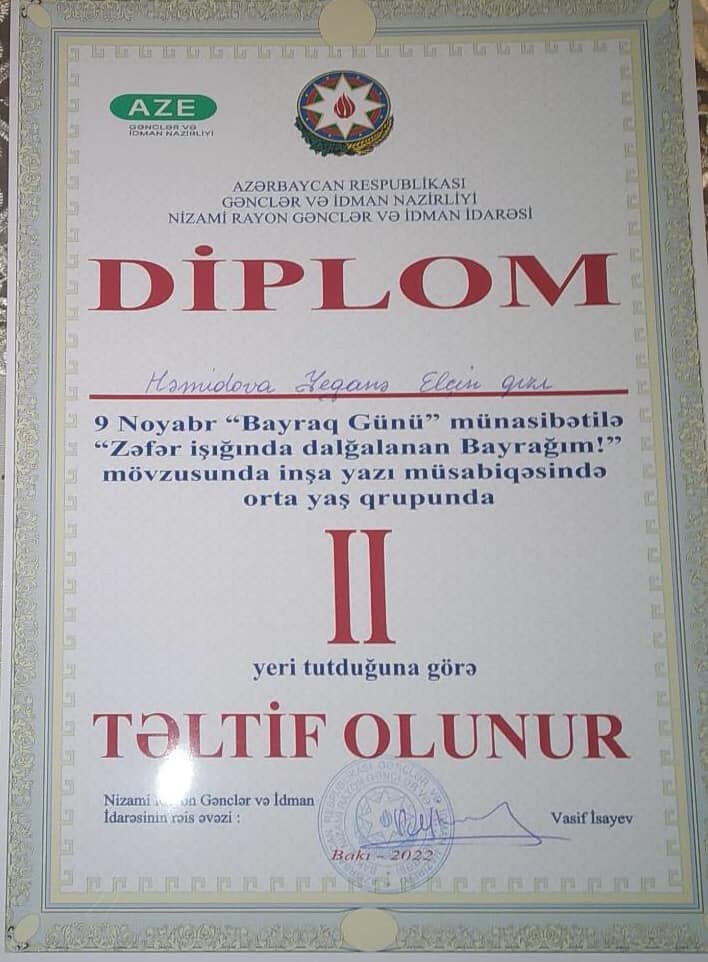 AZE
GƏNCLƏR VƏ
İDMAN NAZİRLİYİ
AZƏRBAYCAN RESPUBLİKASI
GƏNCLƏR VƏ İDMAN NAZİRLİYİ
NİZAMİ RAYON GƏNCLƏR VƏ İDMAN İDARƏSİ
DİPLOM
Həmidova Yeganə Elçin qızı
9 Noyabr “Bayraq Günü” münasibətilə
“Zəfər işığında dalğalanan Bayrağım!”
mövzusunda inşa yazı müsabiqəsində
orta yaş qrupunda
II
yeri tutduğuna görə
TƏLTİF OLUNUR
Nizami Rayon Gənclər və İdman
İdarəsinin rəis əvəzi :
Vasif İsayev
Bakı - 2022